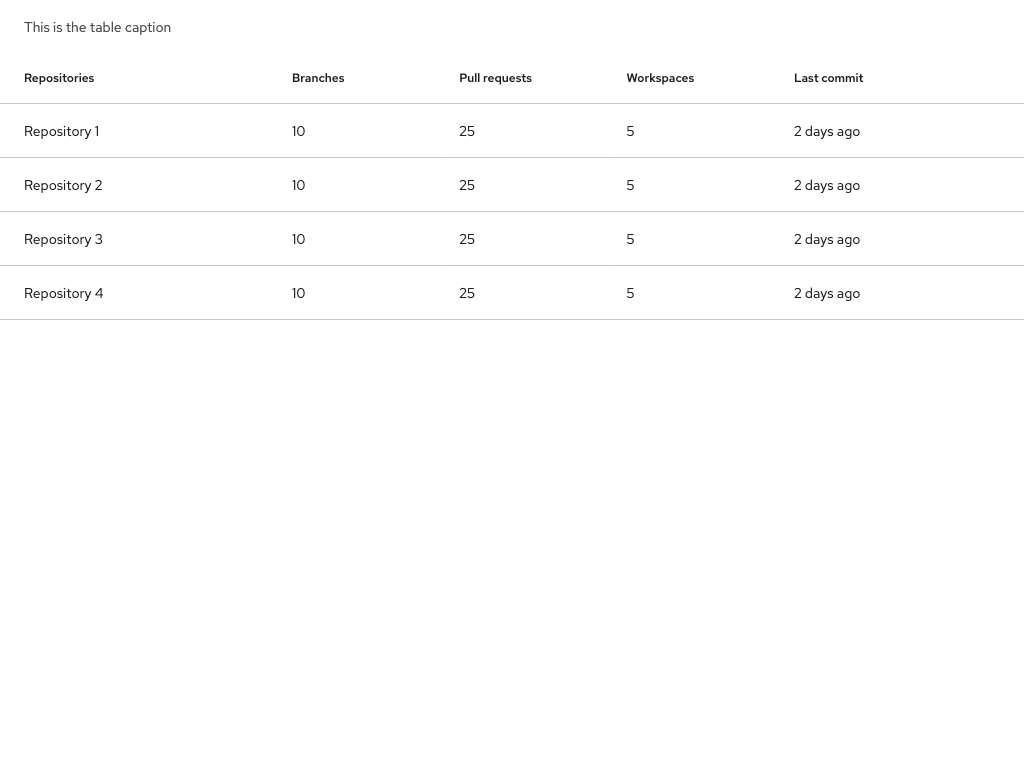 This is the table caption
Repositories Branches Pull requests Workspaces Last commit
Repository 1 10 25 5 2 days ago
Repository 2 10 25 5 2 days ago
Repository 3 10 25 5 2 days ago
Repository 4 10 25 5 2 days ago